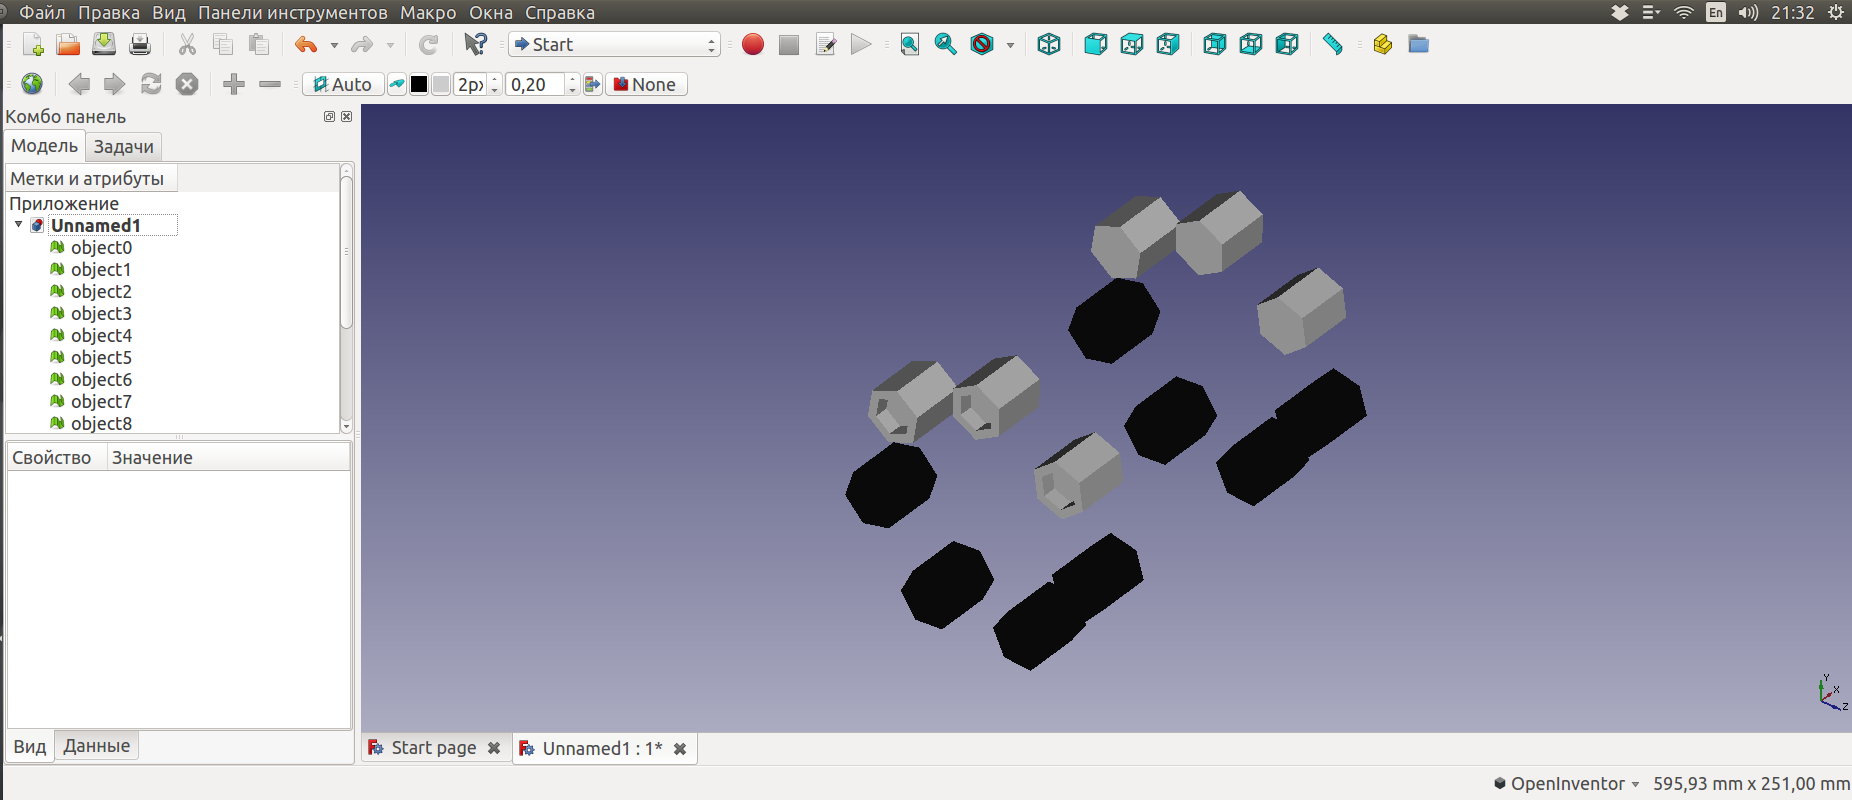 Файл Правка Вид Панели инструментов Макро Окна Справка En 21:32
Start
Auto 2px 0,20 None
Комбо панель
Модель Задачи
Метки и атрибуты
Приложение
Unnamed1
object0
object1
object2
object3
object4
object5
object6
object7
object8
Свойство Значение
Y
X
Z
Вид Данные
Start page Unnamed1 : 1*
OpenInventor 595,93 mm x 251,00 mm